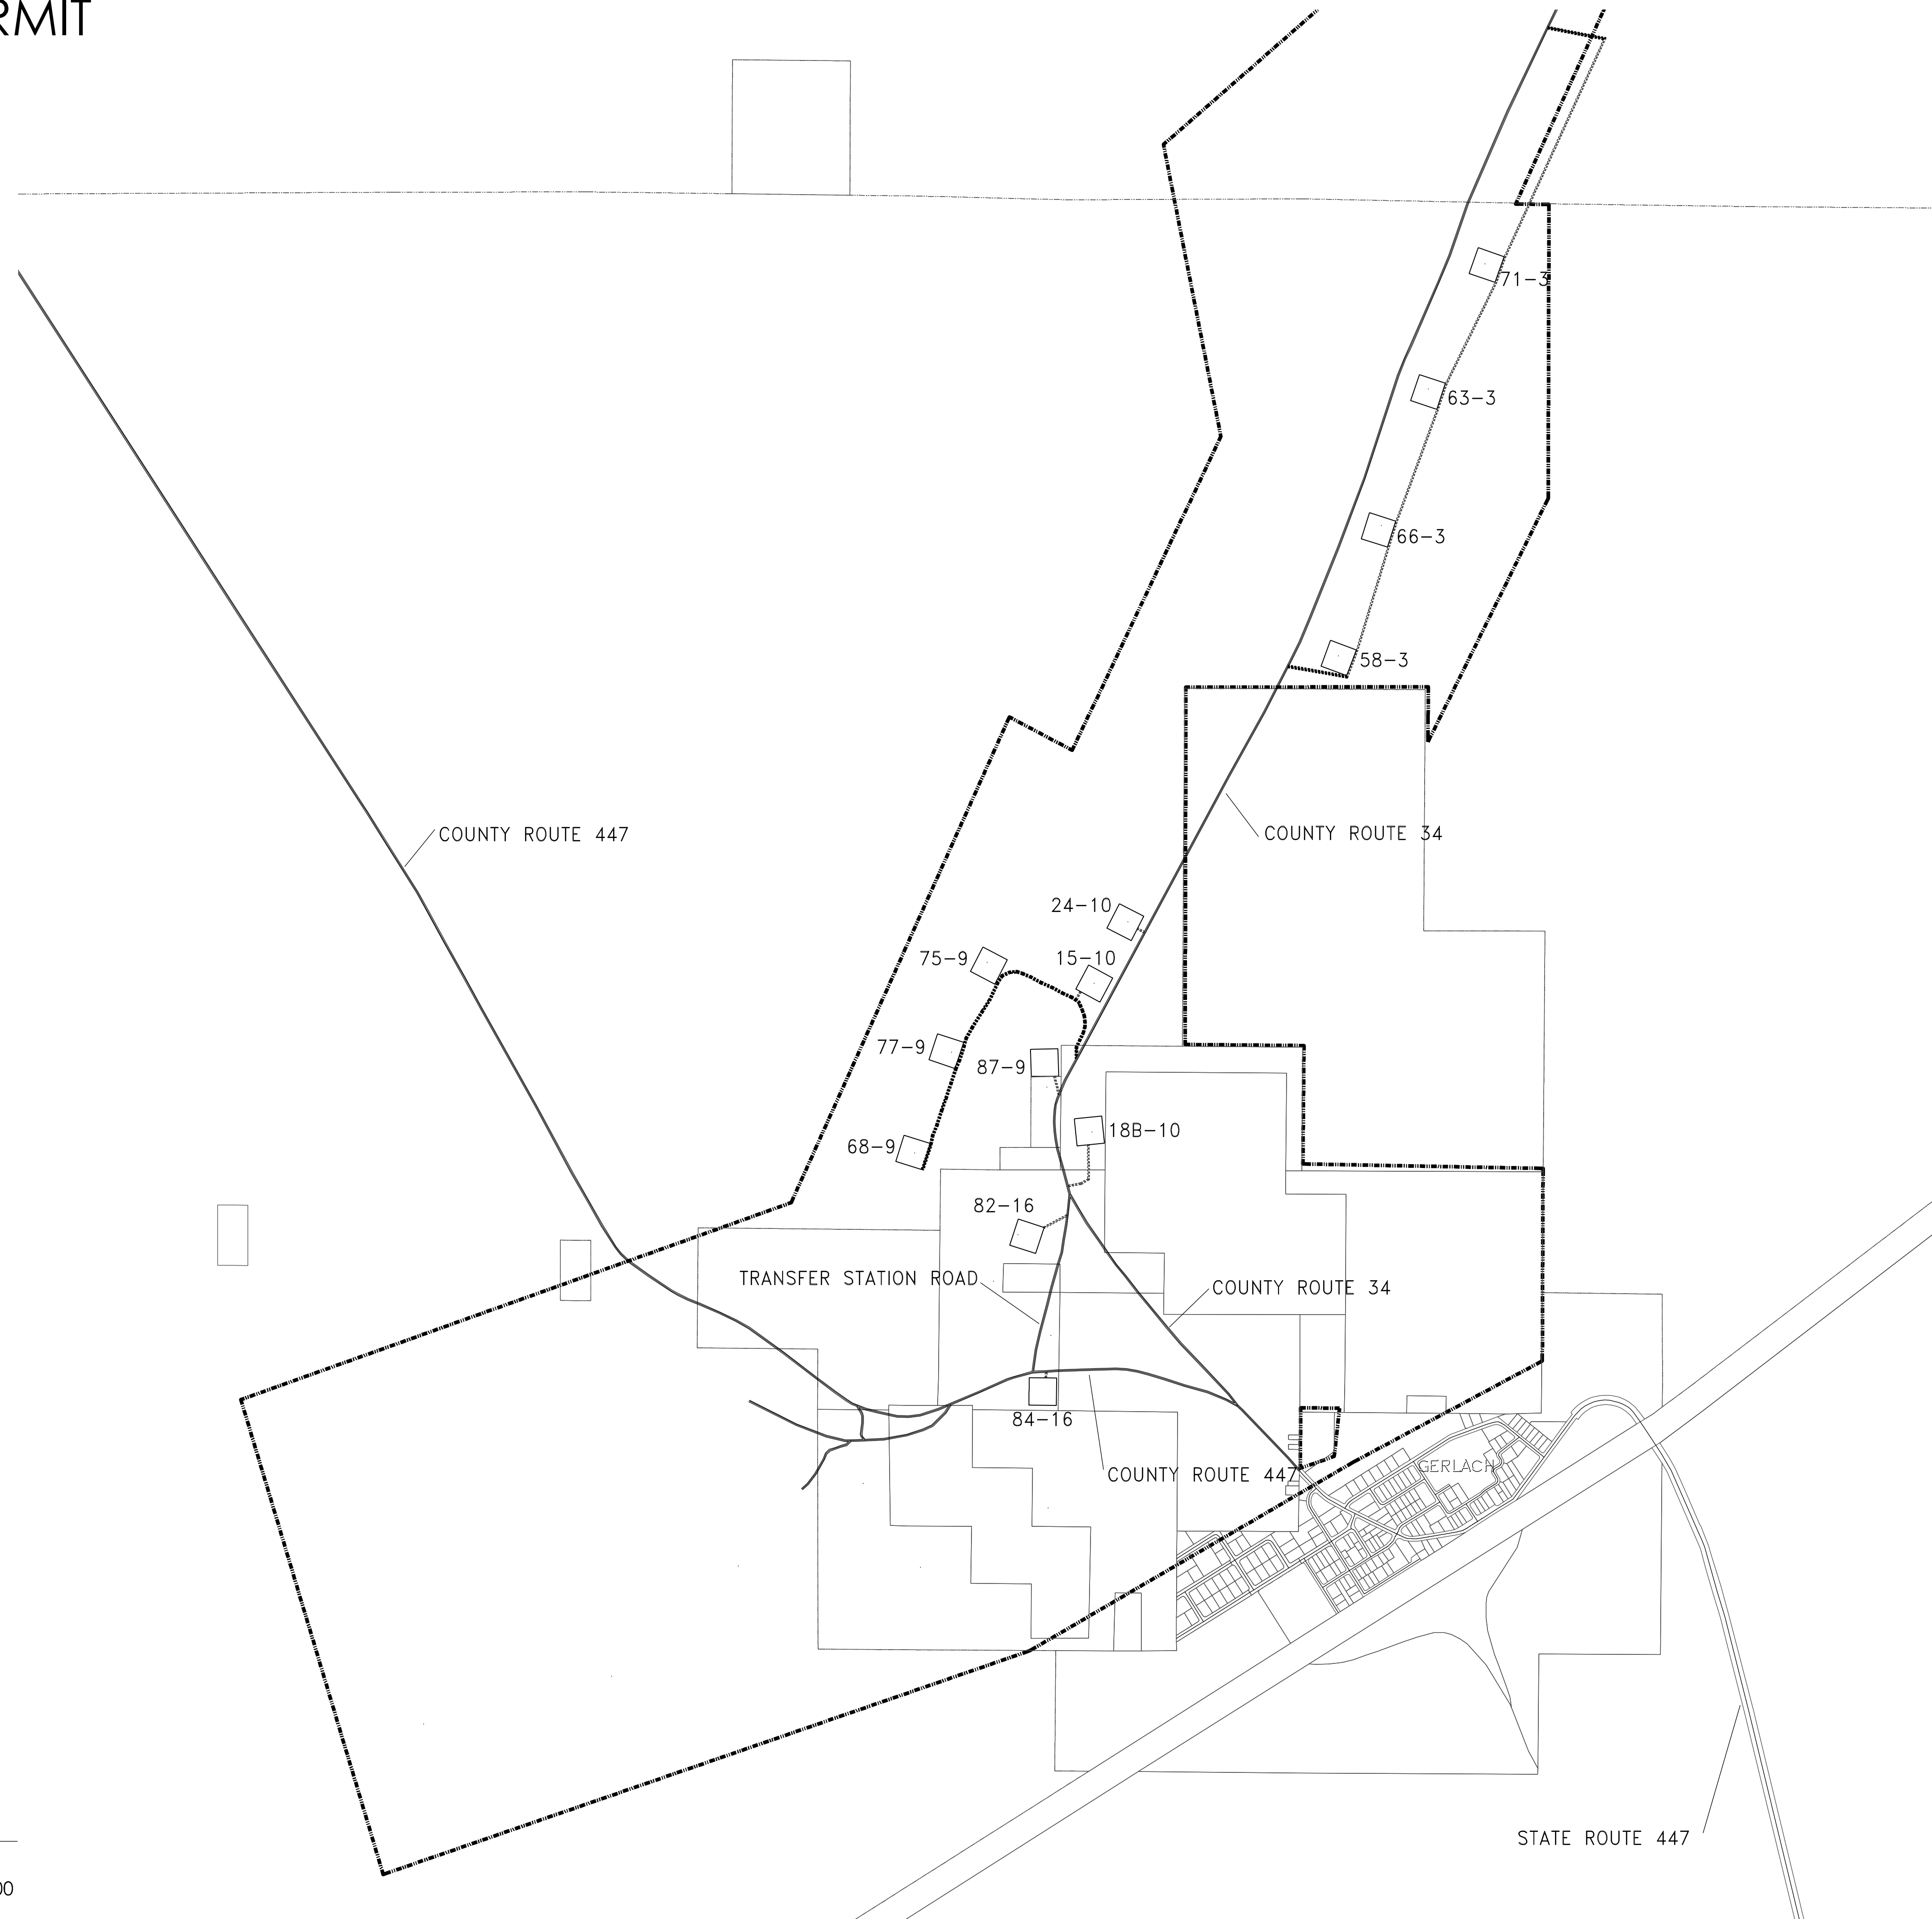 RMIT
71-3
63-3
66-3
58-3
COUNTY ROUTE 447
COUNTY ROUTE 34
24-10
75-9
15-10
77-9
87-9
18B-10
68-9
82-16
TRANSFER STATION ROAD
COUNTY ROUTE 34
84-16
GERLACH
COUNTY ROUTE 447
STATE ROUTE 447
00